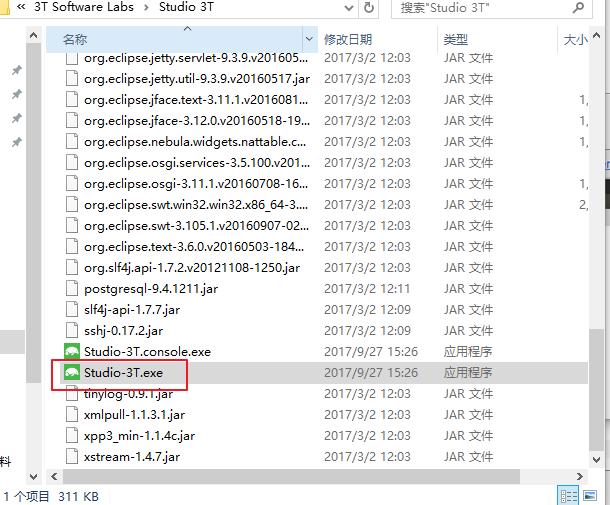 « 3T Software Labs › Studio 3T 搜索"Studio 3T"
名称 修改日期 类型 大小
org.eclipse.jetty.servlet-9.3.9.v201605... 2017/3/2 12:03 JAR 文件
org.eclipse.jetty.util-9.3.9.v20160517.jar 2017/3/2 12:03 JAR 文件
org.eclipse.jface.text-3.11.1.v2016081... 2017/3/2 12:03 JAR 文件 1,
org.eclipse.jface-3.12.0.v20160518-19... 2017/3/2 12:03 JAR 文件 1,
org.eclipse.nebula.widgets.nattable.c... 2017/3/2 12:03 JAR 文件 1,
org.eclipse.osgi.services-3.5.100.v201... 2017/3/2 12:03 JAR 文件
org.eclipse.osgi-3.11.1.v20160708-16... 2017/3/2 12:03 JAR 文件 1,
org.eclipse.swt.win32.win32.x86_64-3.... 2017/3/2 12:03 JAR 文件 2,
org.eclipse.swt-3.105.1.v20160907-02... 2017/3/2 12:03 JAR 文件
org.eclipse.text-3.6.0.v20160503-184... 2017/3/2 12:03 JAR 文件
org.slf4j.api-1.7.2.v20121108-1250.jar 2017/3/2 12:03 JAR 文件
postgresql-9.4.1211.jar 2017/3/2 12:11 JAR 文件
slf4j-api-1.7.7.jar 2017/3/2 12:09 JAR 文件
sshj-0.17.2.jar 2017/3/2 12:09 JAR 文件
Studio-3T.console.exe 2017/9/27 15:26 应用程序
Studio-3T.exe 2017/9/27 15:26 应用程序
tinylog-0.9.1.jar 2017/3/2 12:03 JAR 文件
xmlpull-1.1.3.1.jar 2017/3/2 12:03 JAR 文件
xpp3_min-1.1.4c.jar 2017/3/2 12:03 JAR 文件
料
xstream-1.4.7.jar 2017/3/2 12:03 JAR 文件
1 个项目 311 KB